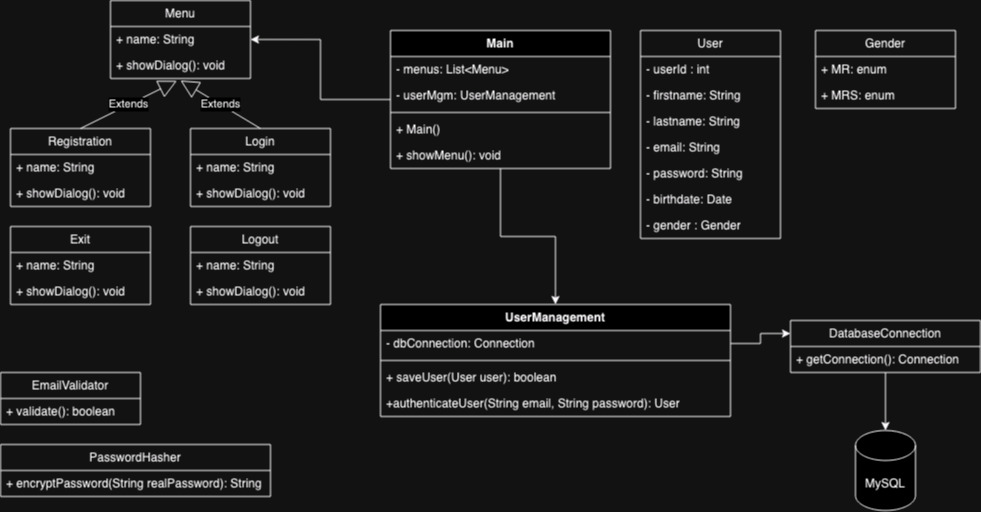 Menu
+ name: String
+ showDialog(): void
Extends
Extends
Registration
+ name: String
+ showDialog(): void
Login
+ name: String
+ showDialog(): void
Exit
+ name: String
+ showDialog(): void
Logout
+ name: String
+ showDialog(): void
Main
- menus: List<Menu>
- userMgm: UserManagement
+ Main()
+ showMenu(): void
User
- userId : int
- firstname: String
- lastname: String
- email: String
- password: String
- birthdate: Date
- gender : Gender
Gender
+ MR: enum
+ MRS: enum
UserManagement
- dbConnection: Connection
+ saveUser(User user): boolean
+authenticateUser(String email, String password): User
DatabaseConnection
+ getConnection(): Connection
MySQL
EmailValidator
+ validate(): boolean
PasswordHasher
+ encryptPassword(String realPassword): String